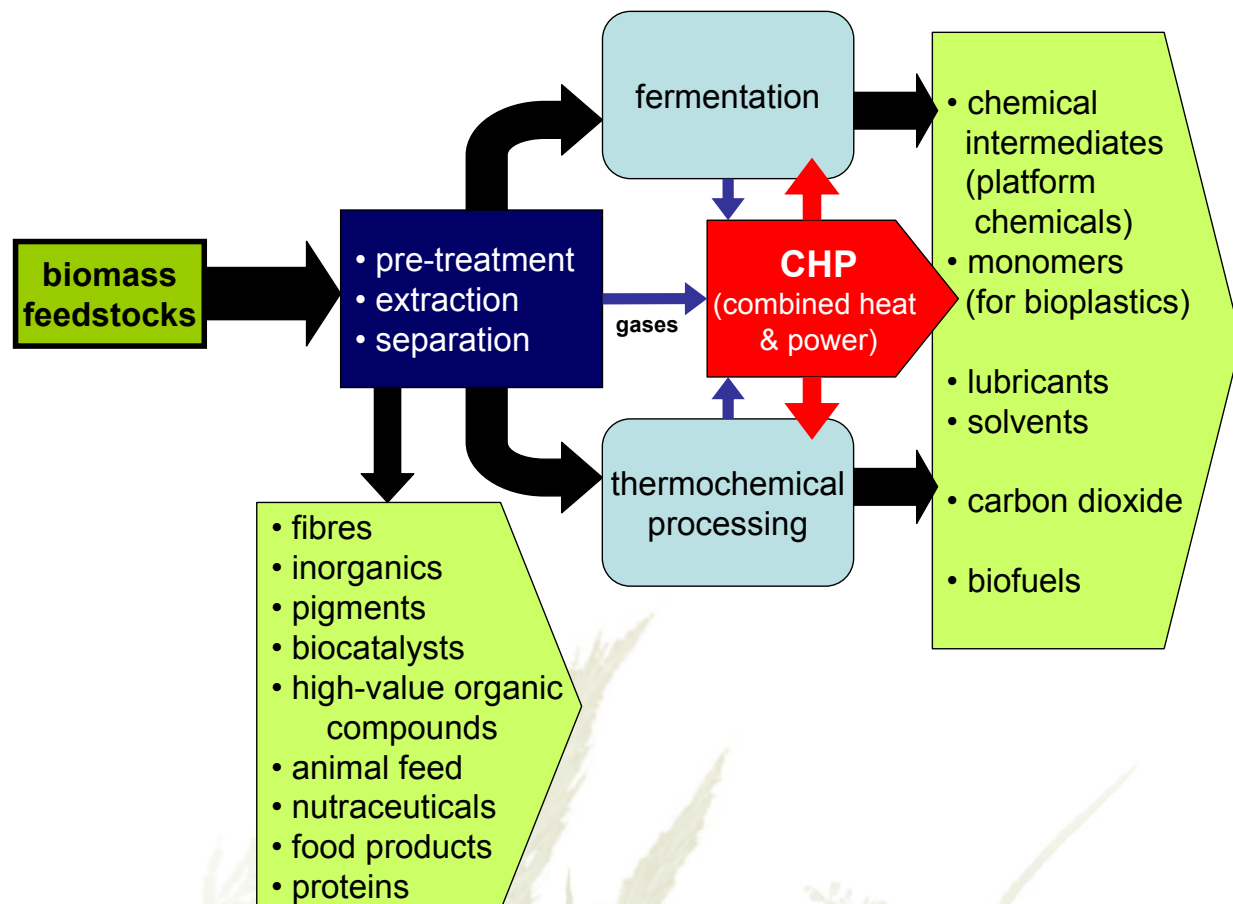 biomass
feedstocks
• pre-treatment
• extraction
• separation
fermentation
gases
CHP
(combined heat
& power)
thermochemical
processing
• chemical
intermediates
(platform
chemicals)
• monomers
(for bioplastics)
• lubricants
• solvents
• carbon dioxide
• biofuels
• fibres
• inorganics
• pigments
• biocatalysts
• high-value organic
compounds
• animal feed
• nutraceuticals
• food products
• proteins